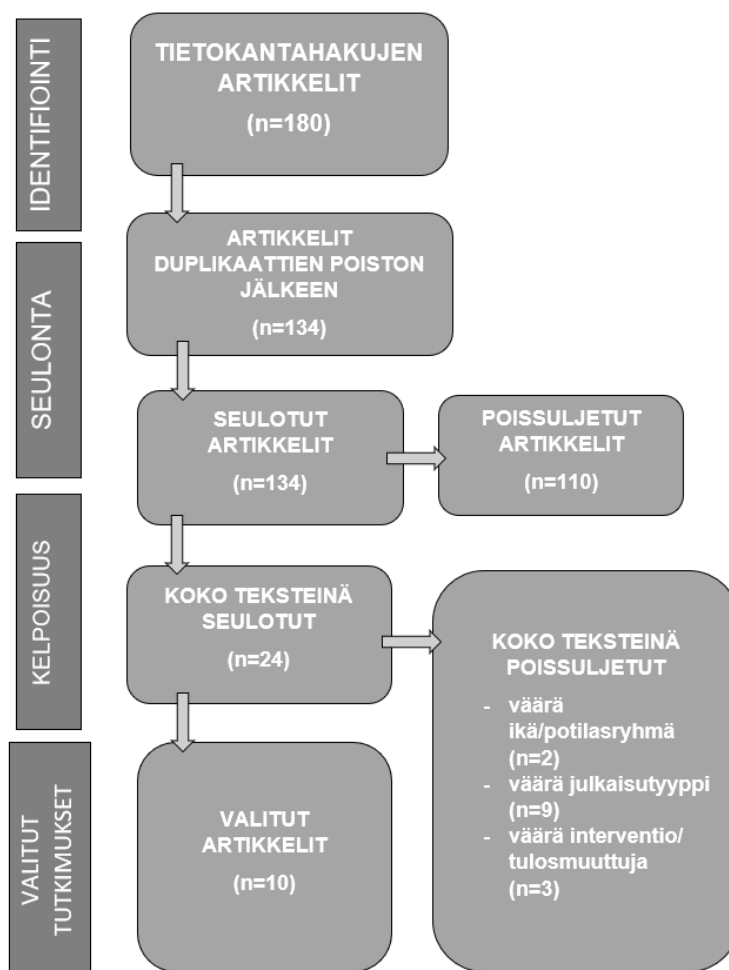 IDENTIFIOINTI
TIETOKANTAHAKUJEN
ARTIKKELIT
(n=180)
SEULONTA
ARTIKKELIT
DUPLIKAATTIEN POISTON
JÄLKEEN
(n=134)
SEULOTUT
ARTIKKELIT
(n=134)
POISSULJETUT
ARTIKKELIT
(n=110)
KELPOISUUS
KOKO TEKSTEINÄ
SEULOTUT
(n=24)
KOKO TEKSTEINÄ
POISSULJETUT
- väärä
ikä/potilasryhmä
(n=2)
- väärä julkaisutyyppi
(n=9)
- väärä interventio/
tulosmuuttuja
(n=3)
VALITUT
TUTKIMUKSET
VALITUT
ARTIKKELIT
(n=10)